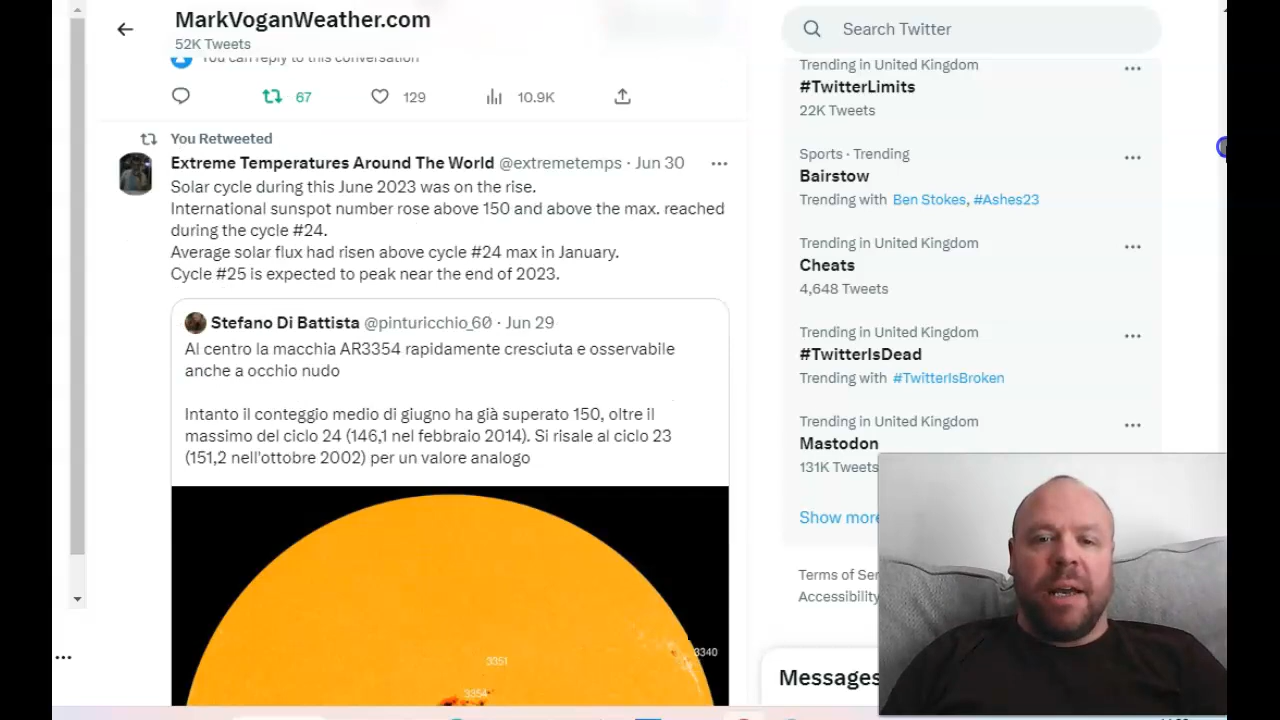 MarkVoganWeather.com
52K Tweets
You can reply to this conversation
67
129
10.9K
You Retweeted
Extreme Temperatures Around The World @extremetemps · Jun 30
Solar cycle during this June 2023 was on the rise.
International sunspot number rose above 150 and above the max. reached
during the cycle #24.
Average solar flux had risen above cycle #24 max in January.
Cycle #25 is expected to peak near the end of 2023.
Stefano Di Battista @pinturicchio_60 · Jun 29
Al centro la macchia AR3354 rapidamente cresciuta e osservabile
anche a occhio nudo
Intanto il conteggio medio di giugno ha già superato 150, oltre il
massimo del ciclo 24 (146,1 nel febbraio 2014). Si risale al ciclo 23
(151,2 nell'ottobre 2002) per un valore analogo
3351
3354
3340
Search Twitter
Trending in United Kingdom
#TwitterLimits
22K Tweets
Sports · Trending
Bairstow
Trending with Ben Stokes, #Ashes23
Trending in United Kingdom
Cheats
4,648 Tweets
Trending in United Kingdom
#TwitterIsDead
Trending with #TwitterIsBroken
Trending in United Kingdom
Mastodon
131K Tweets
Show more
Terms of Ser
Accessibility
Messages